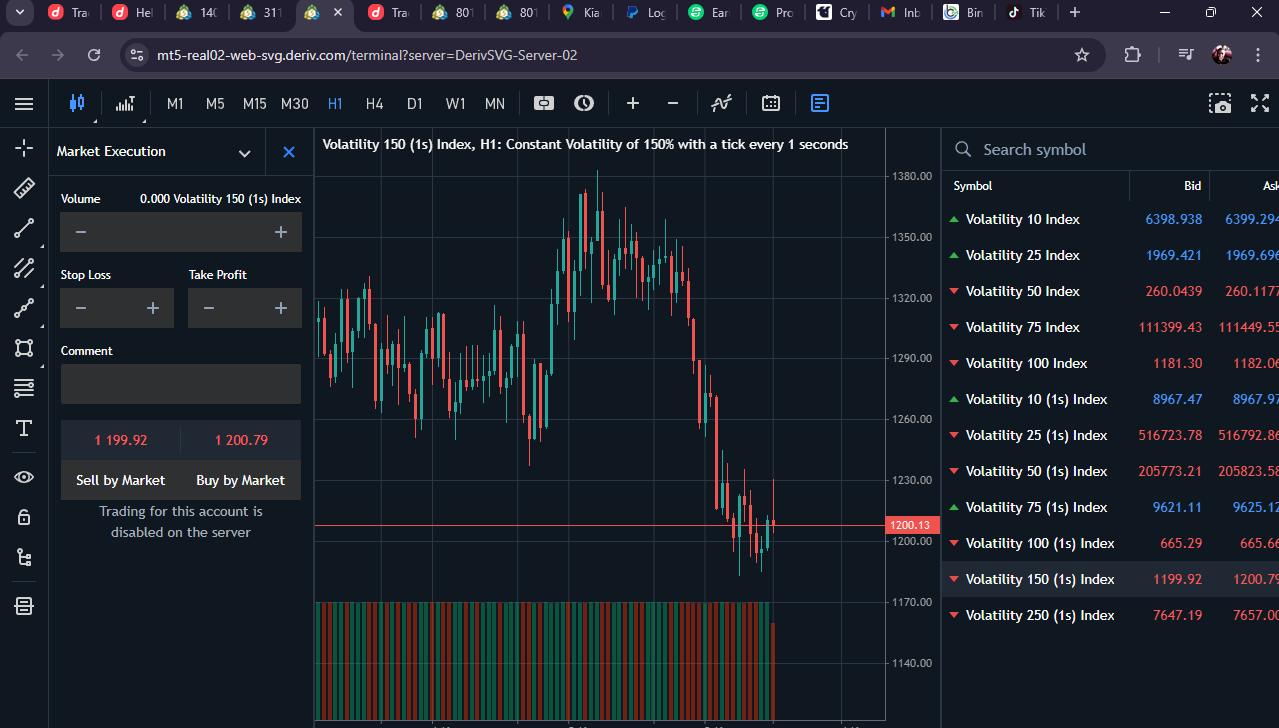 Trac
Hel
140
311
Trac
801
801
Kia
Log
Ear
Pro
Cry
Inb
Bin
Tik
mt5-real02-web-svg.deriv.com/terminal?server=DerivSVG-Server-02
M1 M5 M15 M30 H1 H4 D1 W1 MN
Market Execution
Volume 0.000 Volatility 150 (1s) Index
Stop Loss Take Profit
Comment
1 199.92 1 200.79
Sell by Market Buy by Market
Trading for this account is
disabled on the server
Volatility 150 (1s) Index, H1: Constant Volatility of 150% with a tick every 1 seconds
1380.00
1350.00
1320.00
1290.00
1260.00
1230.00
1200.13
1200.00
1170.00
1140.00
Search symbol
Symbol Bid Ask
Volatility 10 Index 6398.938 6399.294
Volatility 25 Index 1969.421 1969.696
Volatility 50 Index 260.0439 260.1177
Volatility 75 Index 111399.43 111449.55
Volatility 100 Index 1181.30 1182.06
Volatility 10 (1s) Index 8967.47 8967.97
Volatility 25 (1s) Index 516723.78 516792.86
Volatility 50 (1s) Index 205773.21 205823.58
Volatility 75 (1s) Index 9621.11 9625.12
Volatility 100 (1s) Index 665.29 665.66
Volatility 150 (1s) Index 1199.92 1200.79
Volatility 250 (1s) Index 7647.19 7657.00